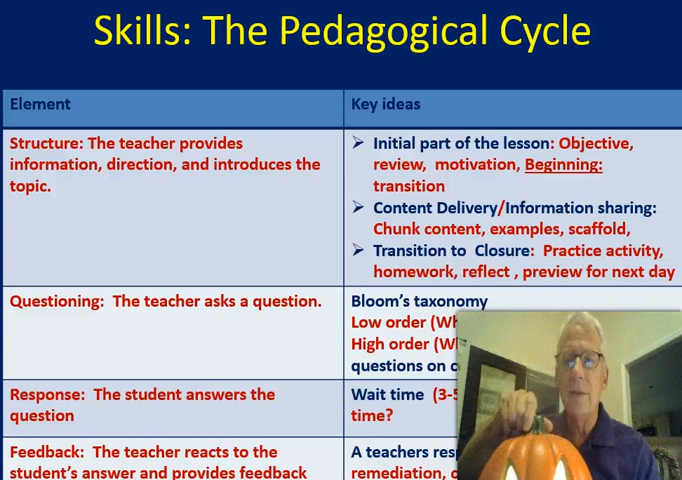 Skills: The Pedagogical Cycle
Element
Key ideas
Structure: The teacher provides
information, direction, and introduces the
topic.
➢ Initial part of the lesson: Objective,
review, motivation, Beginning:
transition
➢ Content Delivery/Information sharing:
Chunk content, examples, scaffold,
➢ Transition to Closure: Practice activity,
homework, reflect , preview for next day
Questioning: The teacher asks a question.
Bloom's taxonomy
Low order
High order
questions on
Response: The student answers the
question
Wait time (3-5
time?
Feedback: The teacher reacts to the
student's answer and provides feedback
A teachers
remediation,